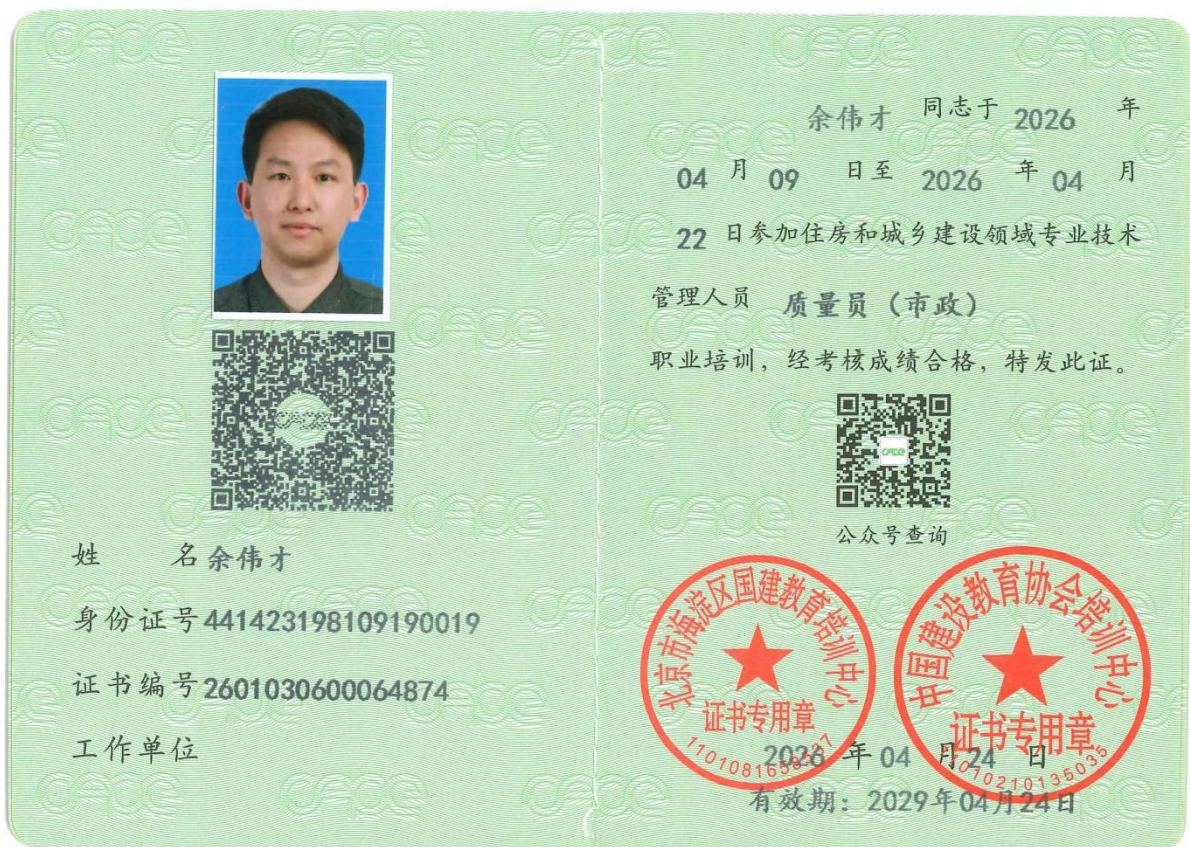 姓 名 余伟才
身份证号 441423198109190019
证书编号 2601030600064874
工作单位
余伟才 同志于 2026 年
04 月 09 日至 2026 年 04 月
22 日参加住房和城乡建设领域专业技术
管理人员 质量员（市政）
职业培训，经考核成绩合格，特发此证。
公众号查询
北京市海淀区国建教育培训中心
证书专用章
中国建设教育协会培训中心
证书专用章
11010210135035
2026 年 04 月 24 日
有效期：2029年04月24日